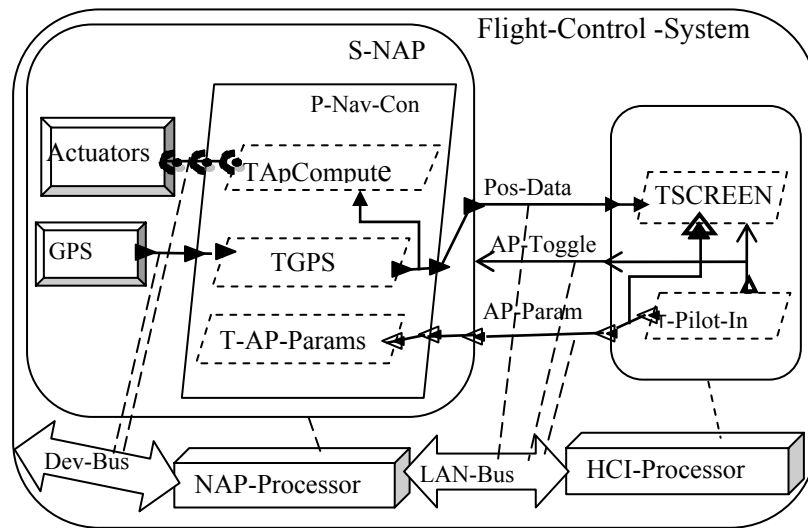 Flight-Control -System
S-NAP
P-Nav-Con
Actuators
TApCompute
Pos-Data
TSCREEN
GPS
TGPS
AP-Toggle
AP-Param
T-AP-Params
-Pilot-In
Dev-Bus
NAP-Processor
LAN-Bus
HCI-Processor